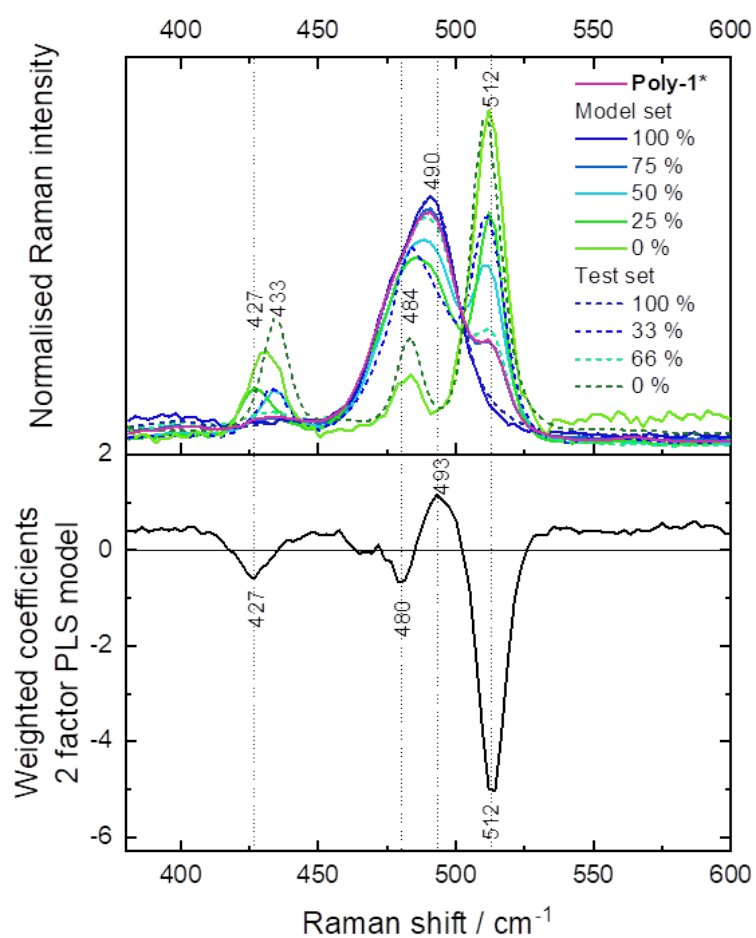 400 450 500 550 600
Normalised Raman intensity
Poly-1*
Model set
100 %
75 %
50 %
25 %
0 %
Test set
100 %
33 %
66 %
0 %
427
433
484
490
512
2
0
-2
-4
-6
Weighted coefficients
2 factor PLS model
427
480
493
512
400 450 500 550 600
Raman shift / cm⁻¹